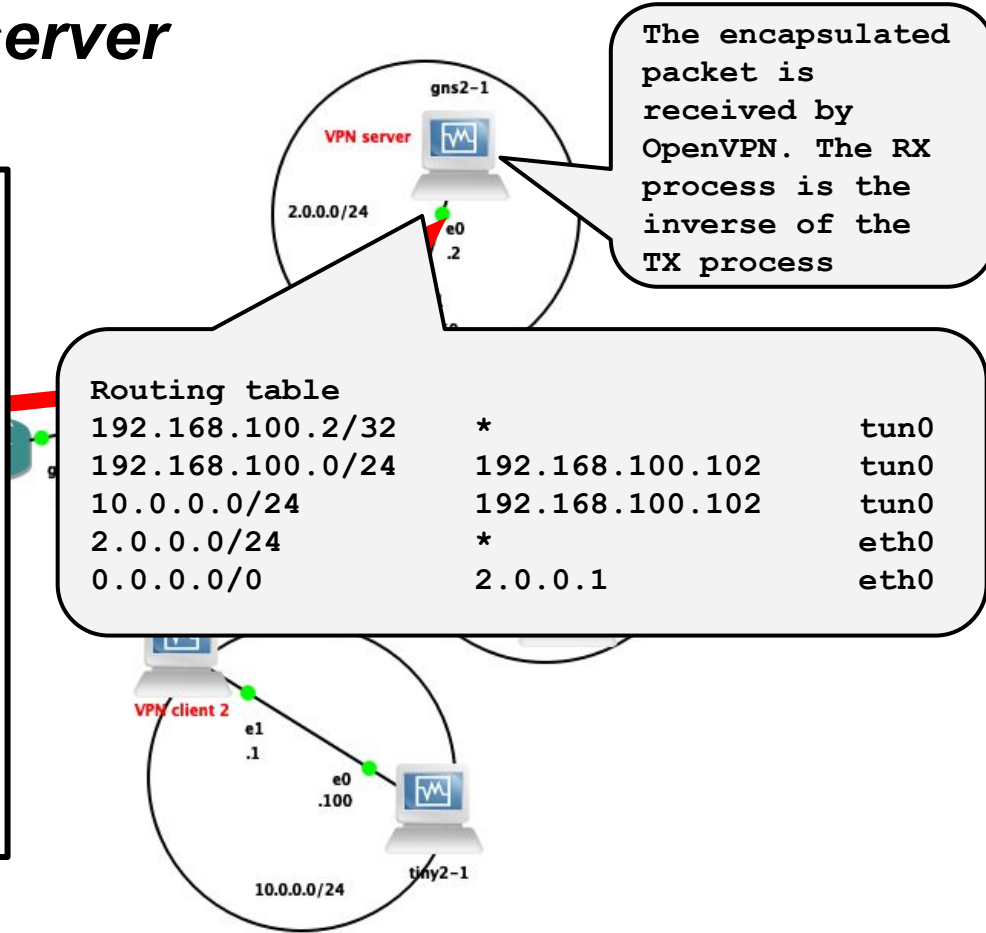 server
The encapsulated
packet is
received by
OpenVPN. The RX
process is the
inverse of the
TX process
gns2-1
VPN server
2.0.0.0/24
e0
.2
Routing table
192.168.100.2/32 * tun0
192.168.100.0/24 192.168.100.102 tun0
10.0.0.0/24 192.168.100.102 tun0
2.0.0.0/24 * eth0
0.0.0.0/0 2.0.0.1 eth0
VPN client 2
e1
.1
e0
.100
tiny2-1
10.0.0.0/24